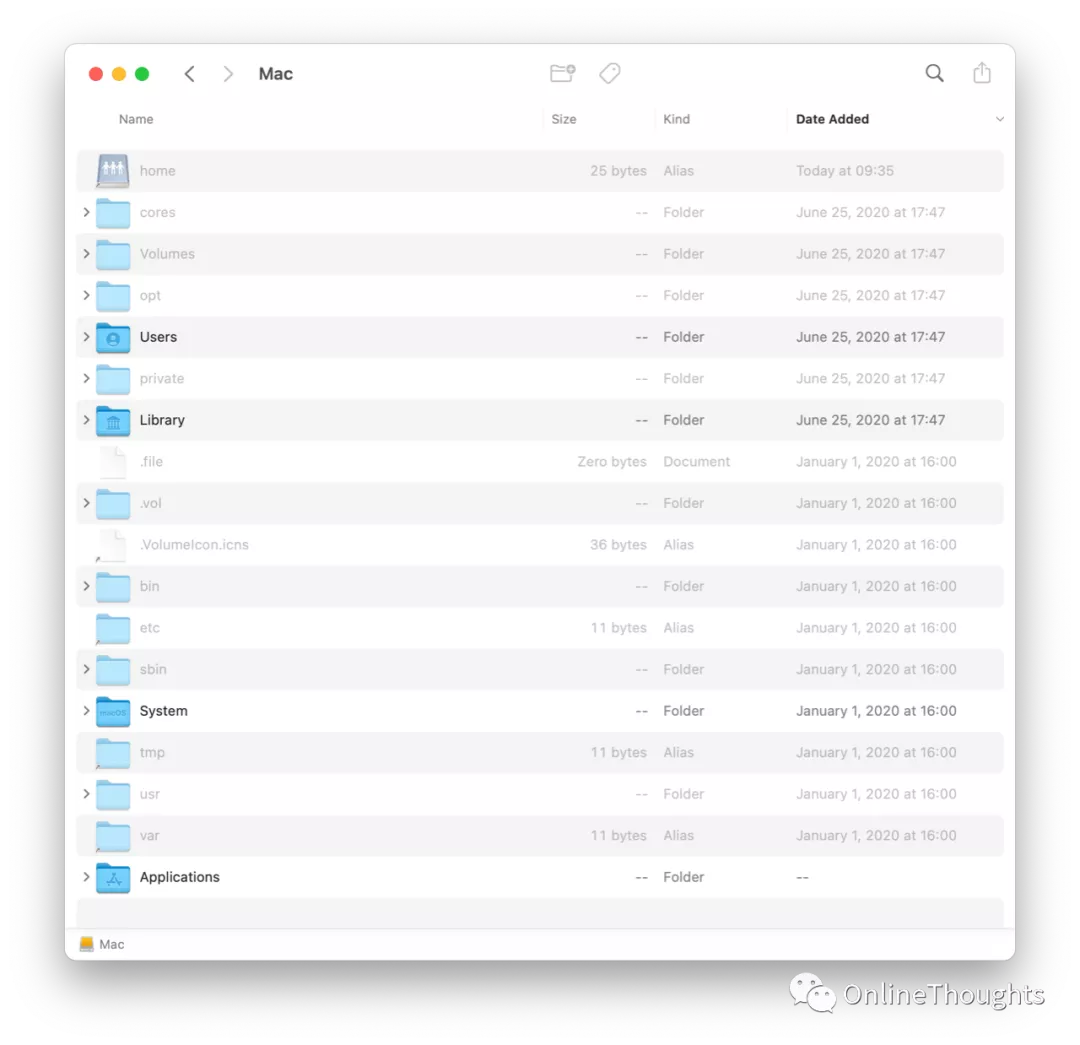 Mac
Name Size Kind Date Added
home 25 bytes Alias Today at 09:35
cores -- Folder June 25, 2020 at 17:47
Volumes -- Folder June 25, 2020 at 17:47
opt -- Folder June 25, 2020 at 17:47
Users -- Folder June 25, 2020 at 17:47
private -- Folder June 25, 2020 at 17:47
Library -- Folder June 25, 2020 at 17:47
.file Zero bytes Document January 1, 2020 at 16:00
.vol -- Folder January 1, 2020 at 16:00
.VolumeIcon.icns 36 bytes Alias January 1, 2020 at 16:00
bin -- Folder January 1, 2020 at 16:00
etc 11 bytes Alias January 1, 2020 at 16:00
sbin -- Folder January 1, 2020 at 16:00
macOS System -- Folder January 1, 2020 at 16:00
tmp 11 bytes Alias January 1, 2020 at 16:00
usr -- Folder January 1, 2020 at 16:00
var 11 bytes Alias January 1, 2020 at 16:00
Applications -- Folder --
Mac
OnlineThoughts